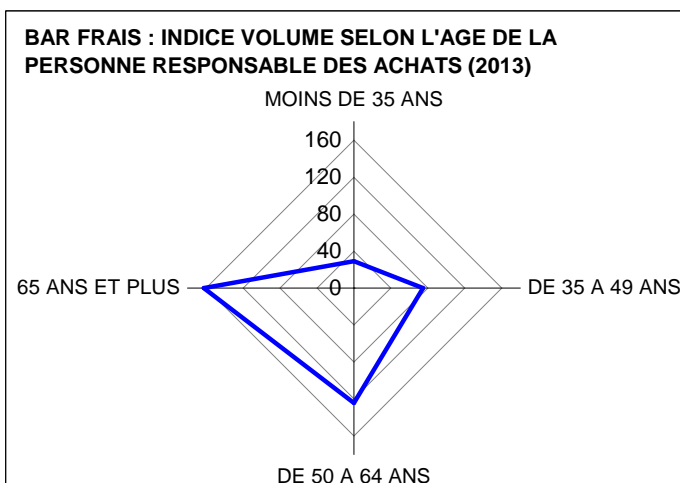 BAR FRAIS : INDICE VOLUME SELON L'AGE DE LA
PERSONNE RESPONSABLE DES ACHATS (2013)
MOINS DE 35 ANS
160
120
80
40
0
65 ANS ET PLUS
DE 35 A 49 ANS
DE 50 A 64 ANS